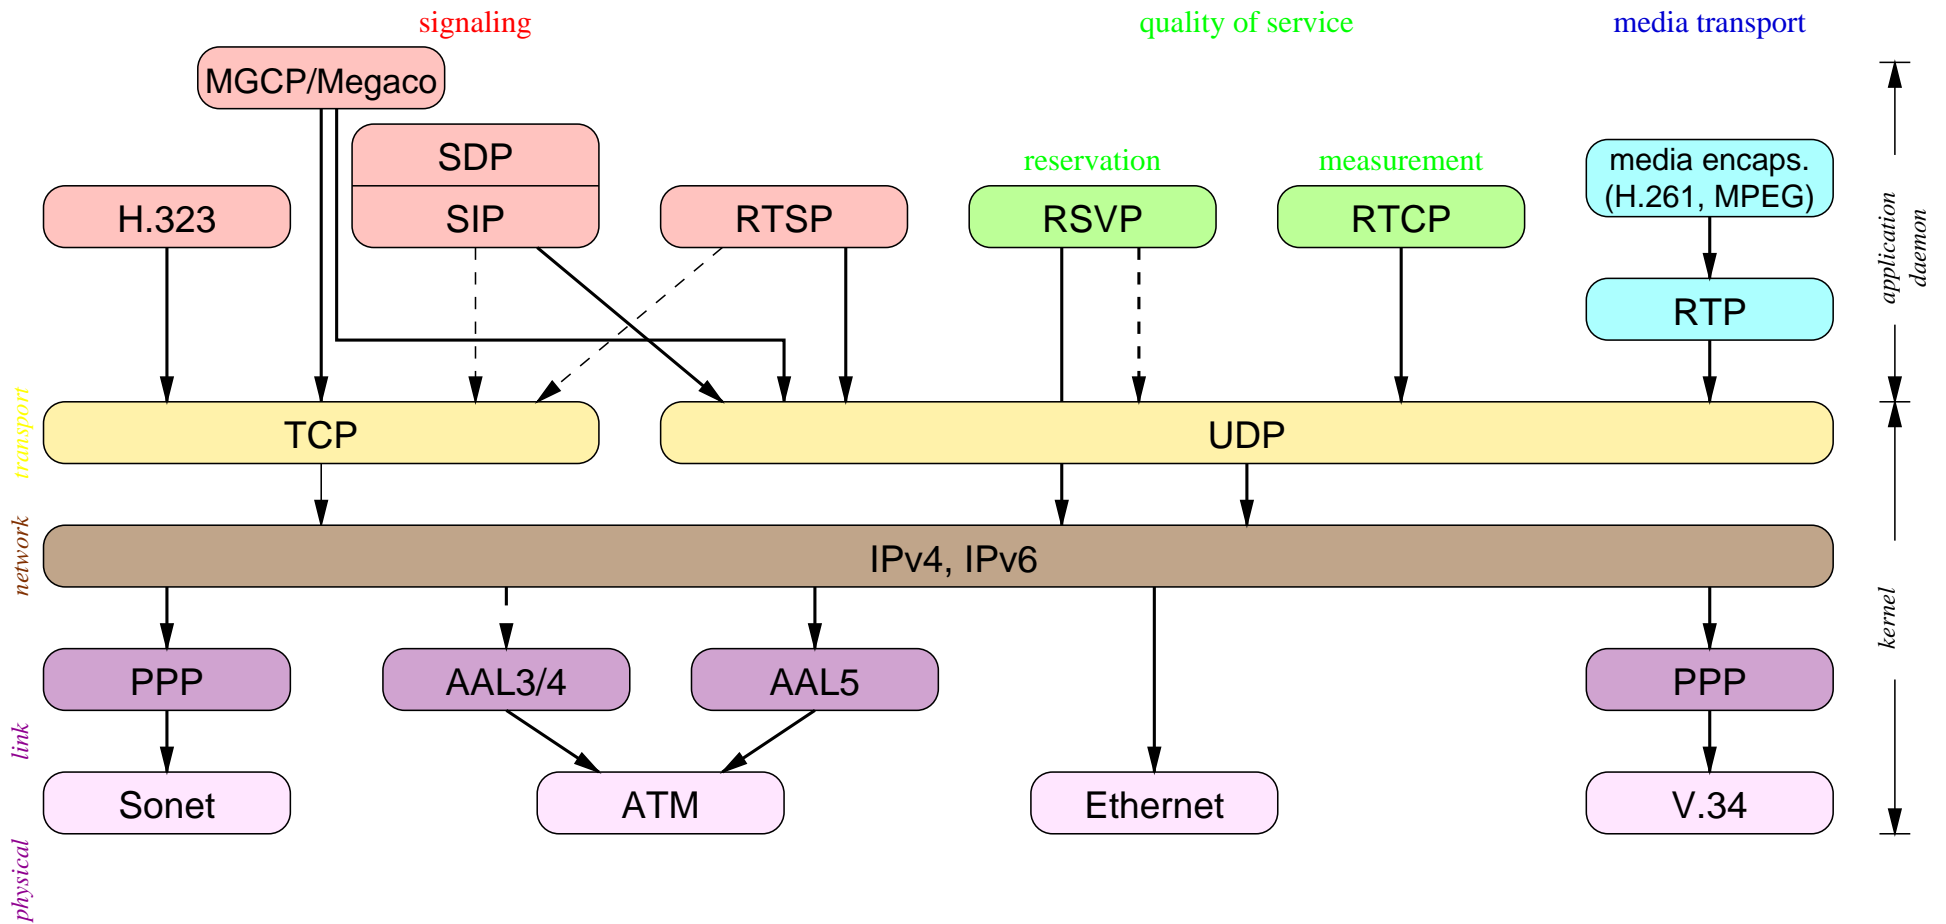 signaling
quality of service
media transport
MGCP/Megaco
SDP
SIP
H.323
RTSP
reservation
RSVP
measurement
RTCP
media encaps.
(H.261, MPEG)
RTP
application
daemon
transport
TCP
UDP
network
IPv4, IPv6
kernel
PPP
AAL3/4
AAL5
PPP
link
Sonet
ATM
Ethernet
V.34
physical